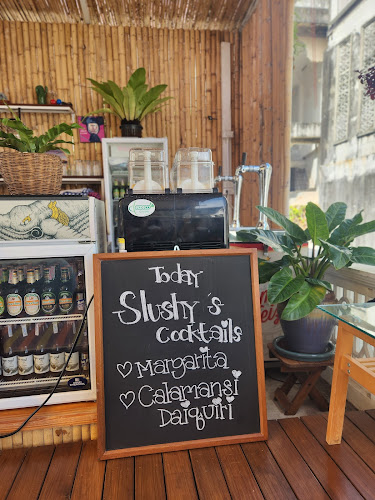 Today
Slushy's
Cocktails
♡ Margarita
♡ Calamansi
Daiquiri